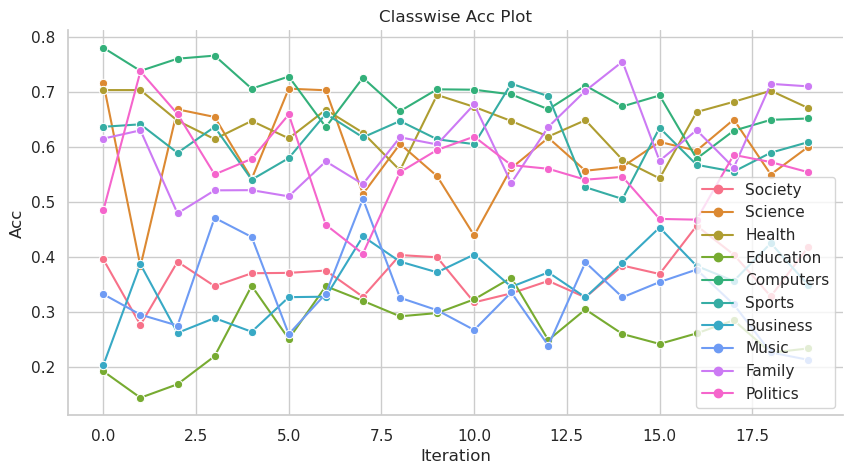 Classwise Acc Plot
0.8
0.7
0.6
0.5
0.4
0.3
0.2
Acc
0.0
2.5
5.0
7.5
10.0
12.5
15.0
17.5
Iteration
Society
Science
Health
Education
Computers
Sports
Business
Music
Family
Politics